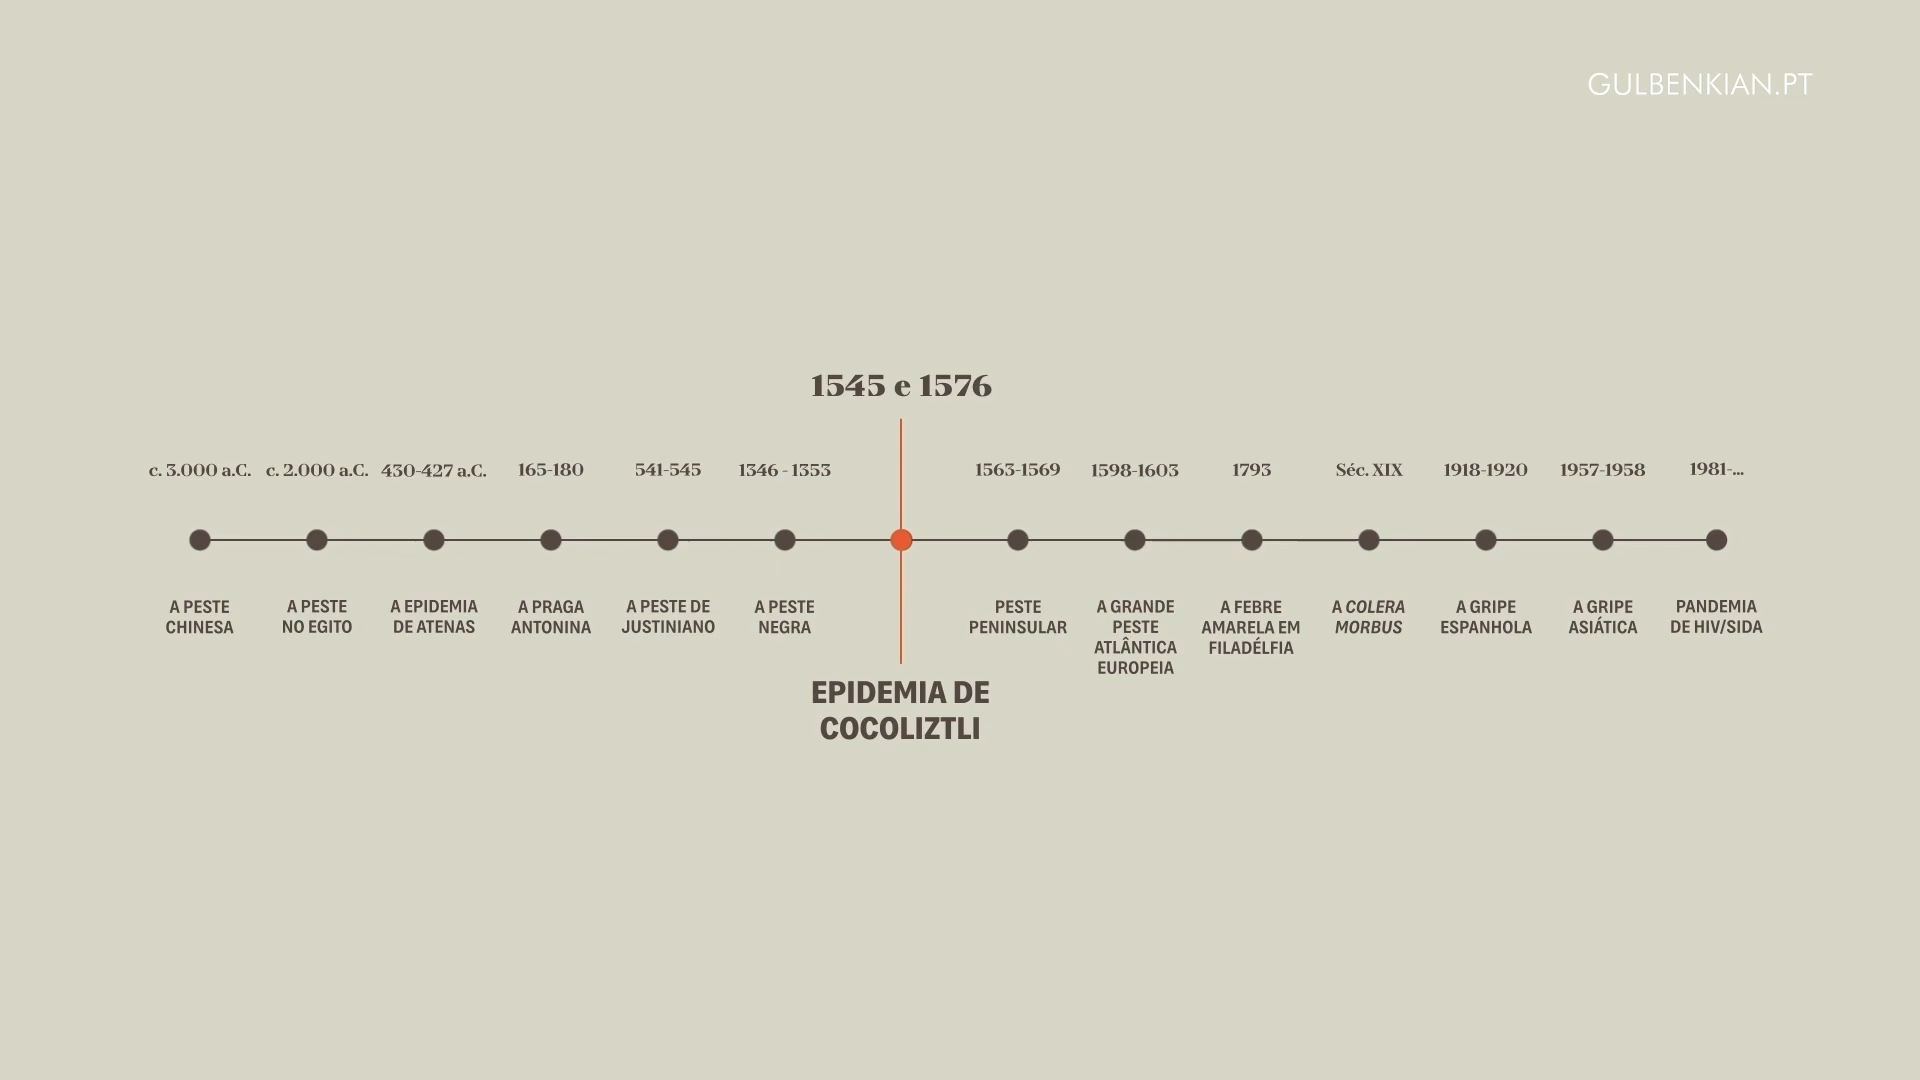 GULBENKIAN.PT
1545 e 1576
c. 3.000 a.C.
c. 2.000 a.C.
430-427 a.C.
165-180
541-545
1346 - 1353
1563-1569
1598-1603
1793
Séc. XIX
1918-1920
1957-1958
1981-...
A PESTE
CHINESA
A PESTE
NO EGITO
A EPIDEMIA
DE ATENAS
A PRAGA
ANTONINA
A PESTE DE
JUSTINIANO
A PESTE
NEGRA
EPIDEMIA DE
COCOLIZTLI
PESTE
PENINSULAR
A GRANDE
PESTE
ATLÂNTICA
EUROPEIA
A FEBRE
AMARELA EM
FILADÉLFIA
A COLERA
MORBUS
A GRIPE
ESPANHOLA
A GRIPE
ASIÁTICA
PANDEMIA
DE HIV/SIDA